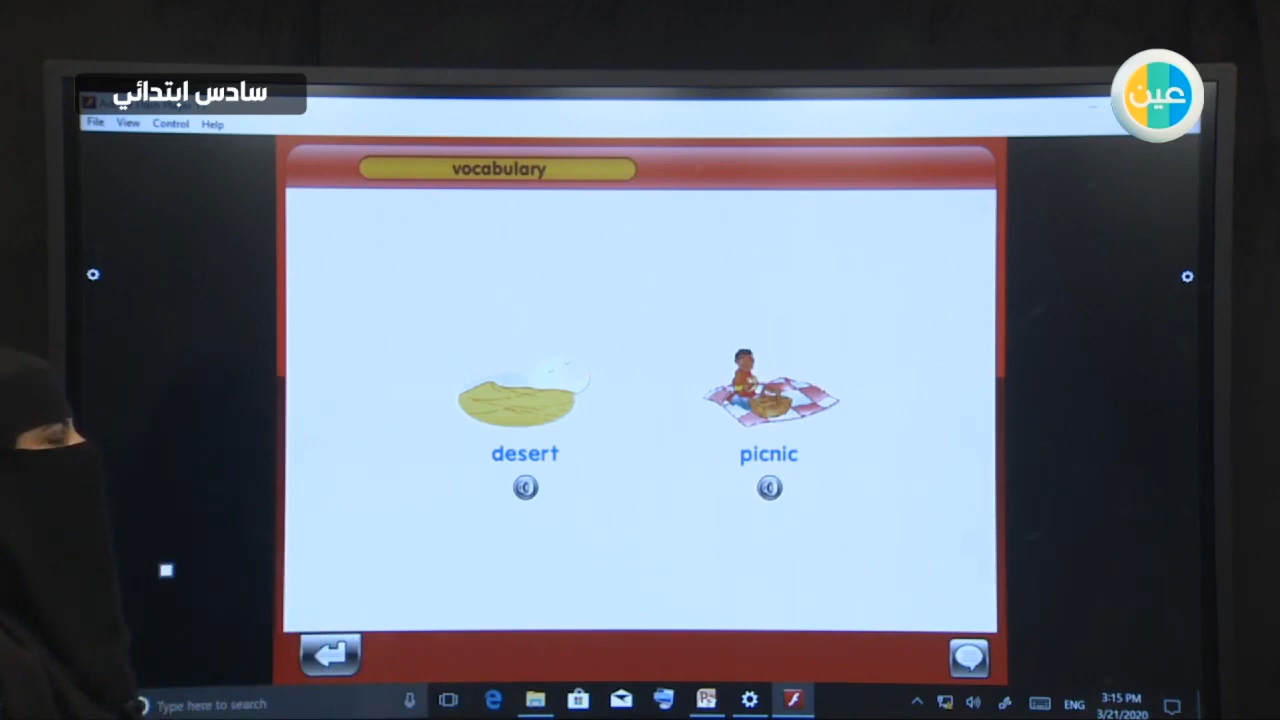 سادس ابتدائي
عين
File View Control Help
vocabulary
desert
picnic
Type here to search
ENG
3:15 PM
3/21/2020